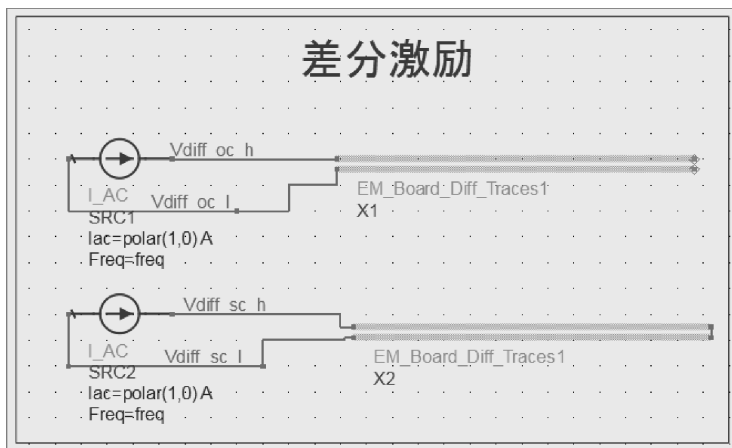 差分激励
Vdiff_oc_h
I_AC
Vdiff_oc_l
SRC1
Iac=polar(1,0) A
Freq=freq
EM_Board_Diff_Traces1
X1
Vdiff_sc_h
I_AC
Vdiff_sc_l
SRC2
Iac=polar(1,0) A
Freq=freq
EM_Board_Diff_Traces1
X2